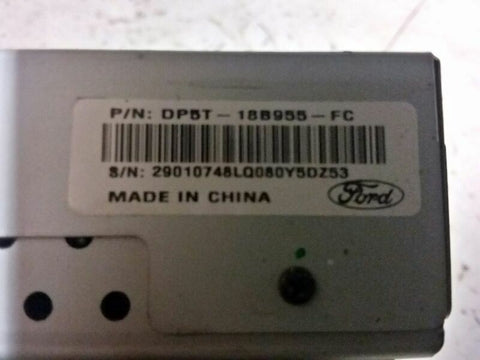 P/N: DP5T-18B955-FC
S/N: 29010748LQ080Y5DZ53
MADE IN CHINA
Ford